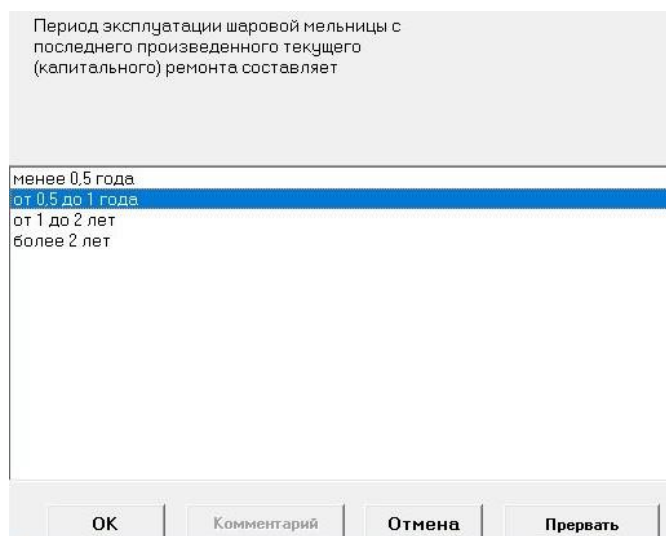 Период эксплуатации шаровой мельницы с
последнего произведенного текущего
(капитального) ремонта составляет
менее 0,5 года
от 0,5 до 1 года
от 1 до 2 лет
более 2 лет
OK Комментарий Отмена Прервать